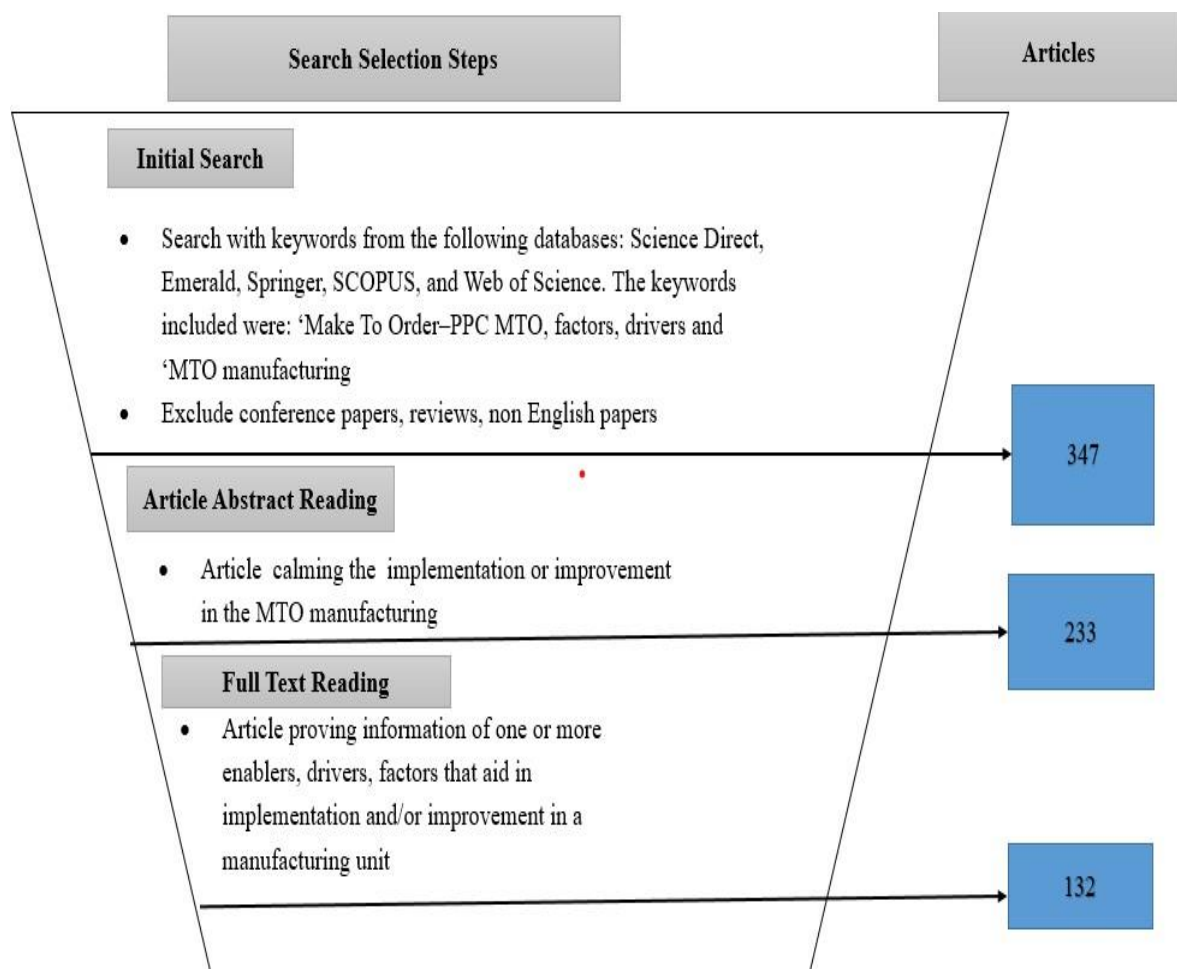 Search Selection Steps
Articles
Initial Search
• Search with keywords from the following databases: Science Direct,
Emerald, Springer, SCOPUS, and Web of Science. The keywords
included were: ‘Make To Order–PPC MTO, factors, drivers and
‘MTO manufacturing
• Exclude conference papers, reviews, non English papers
347
Article Abstract Reading
• Article calming the implementation or improvement
in the MTO manufacturing
233
Full Text Reading
• Article proving information of one or more
enablers, drivers, factors that aid in
implementation and/or improvement in a
manufacturing unit
132